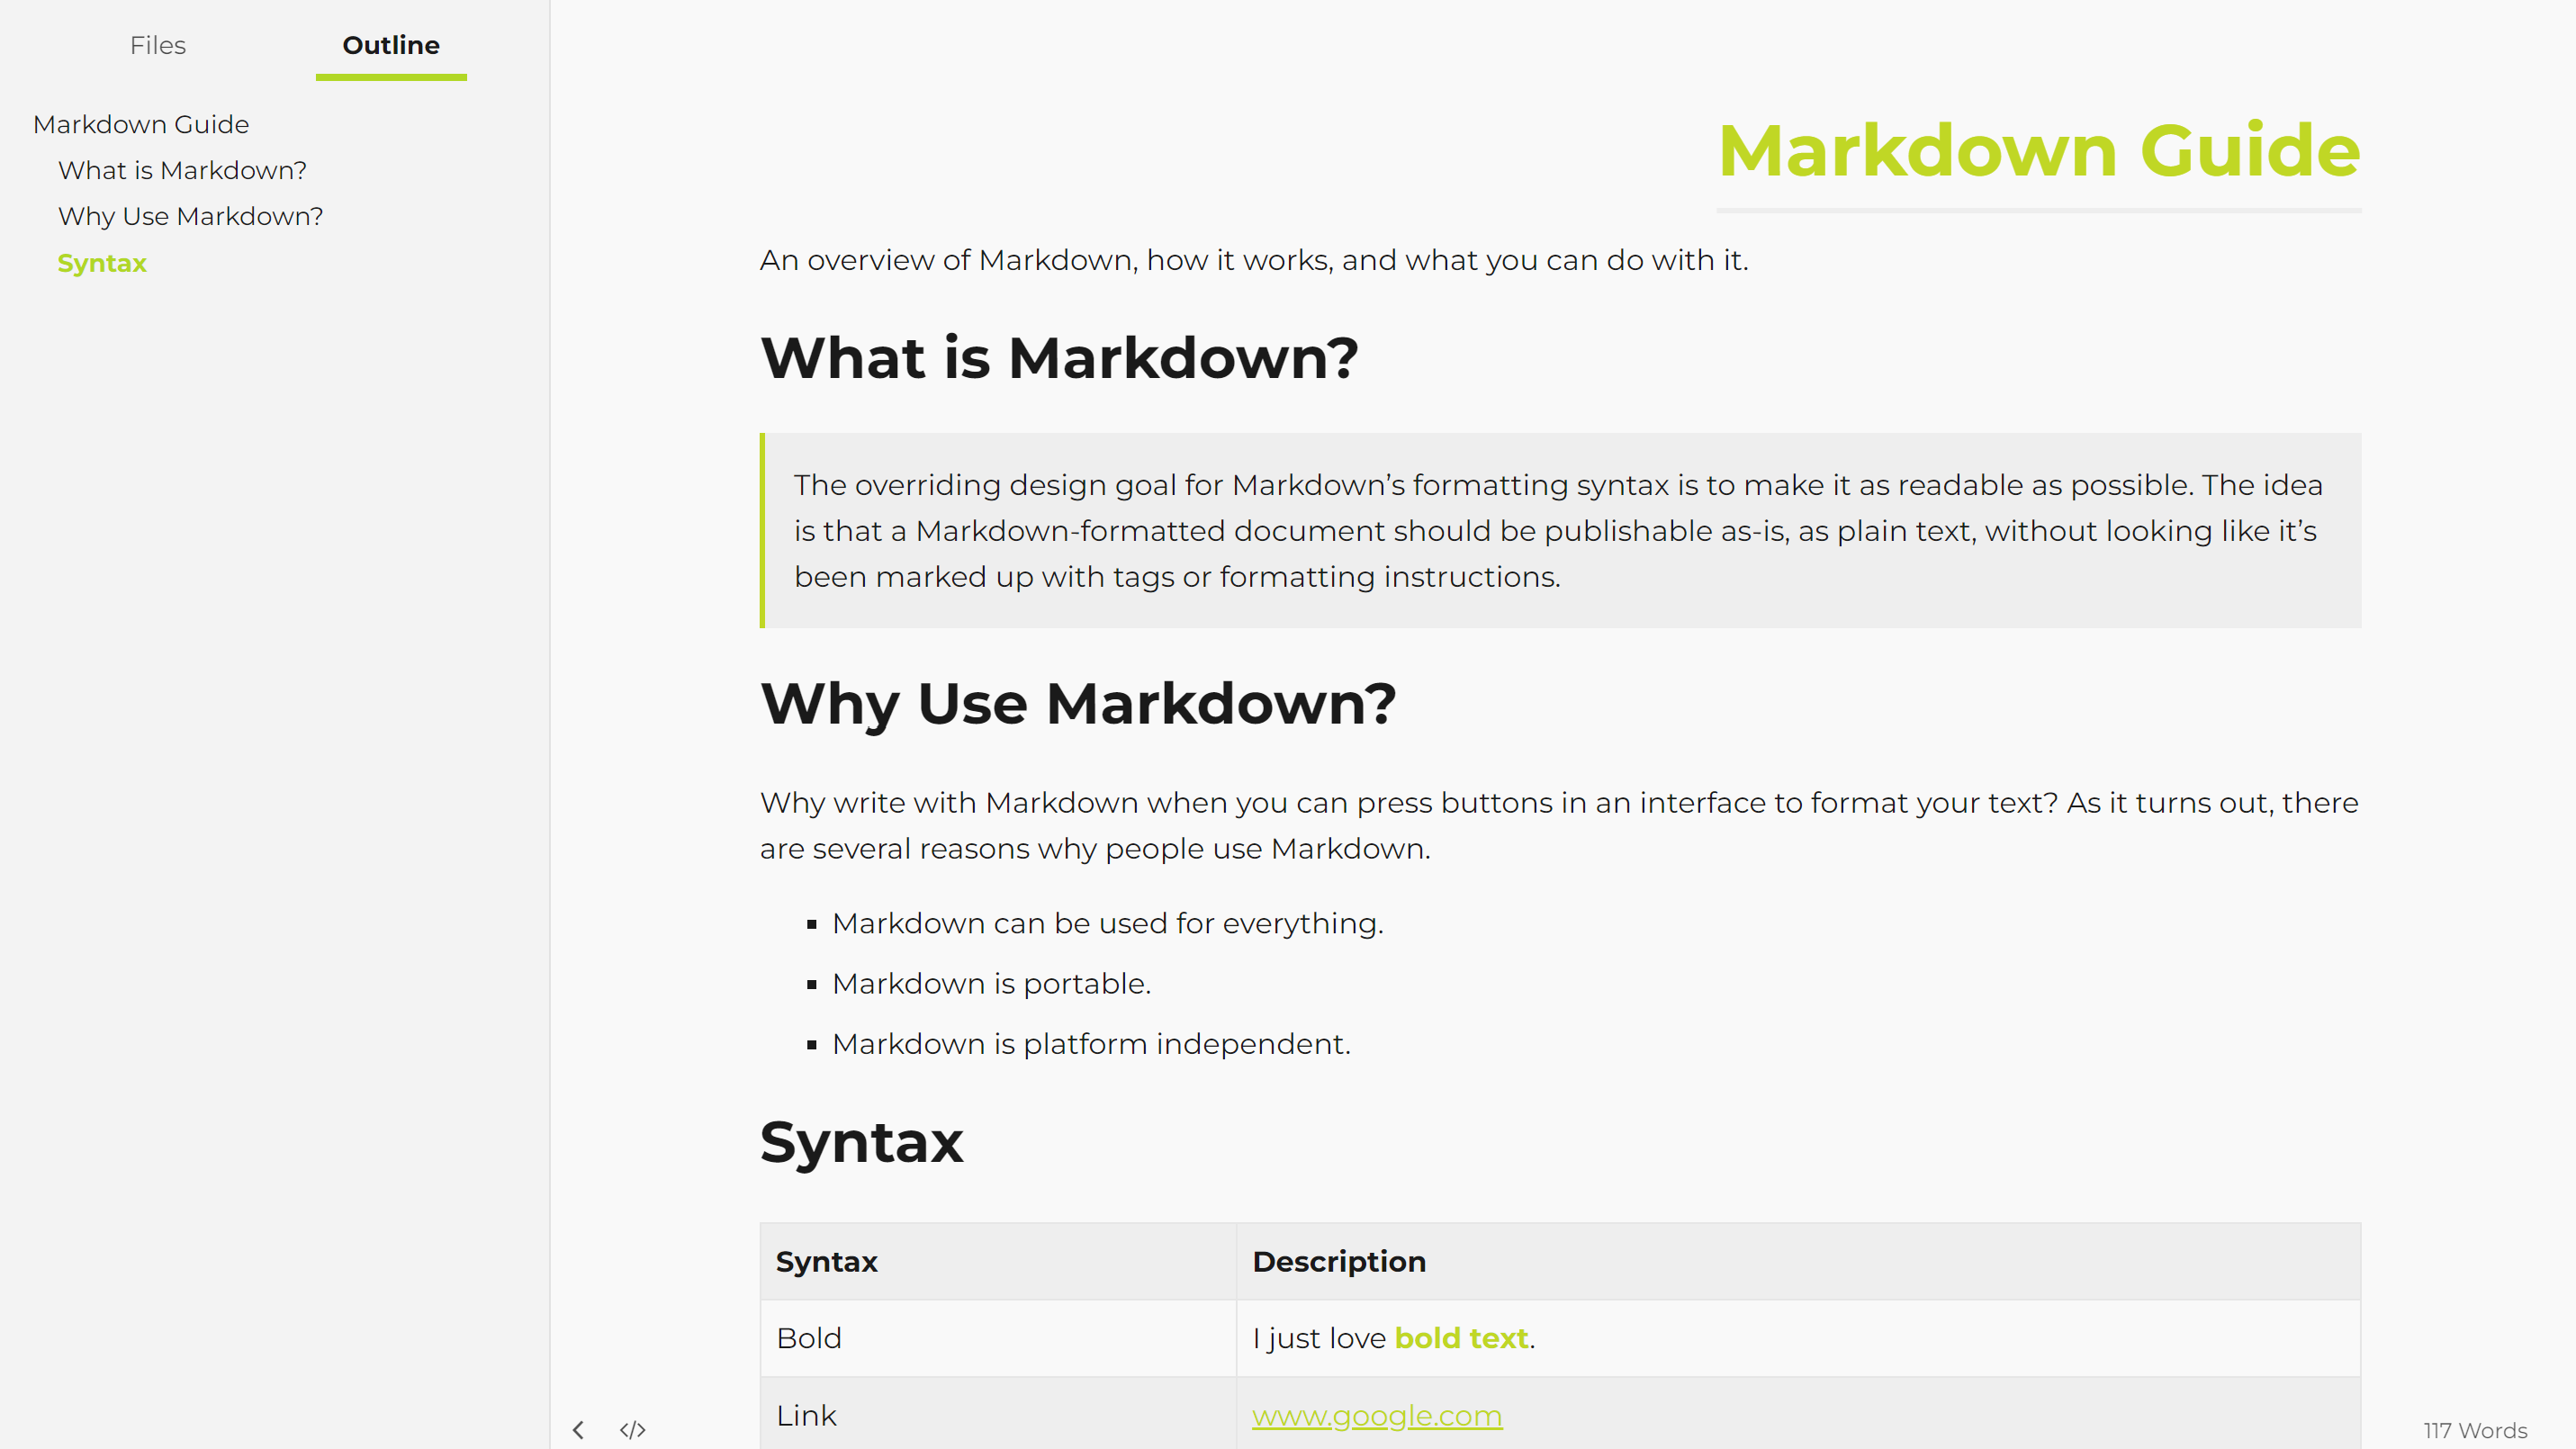 Files
Outline
Markdown Guide
What is Markdown?
Why Use Markdown?
Syntax
Markdown Guide
An overview of Markdown, how it works, and what you can do with it.
What is Markdown?
The overriding design goal for Markdown’s formatting syntax is to make it as readable as possible. The idea
is that a Markdown-formatted document should be publishable as-is, as plain text, without looking like it’s
been marked up with tags or formatting instructions.
Why Use Markdown?
Why write with Markdown when you can press buttons in an interface to format your text? As it turns out, there
are several reasons why people use Markdown.
Markdown can be used for everything.
Markdown is portable.
Markdown is platform independent.
Syntax
Syntax Description
Bold I just love bold text.
Link www.google.com
117 Words